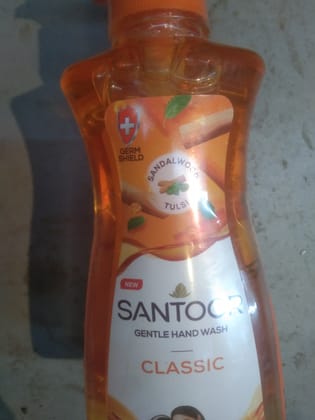 GERM
SHIELD
SANDALWOOD
TULSI
NEW
SANTOOR
GENTLE HAND WASH
CLASSIC